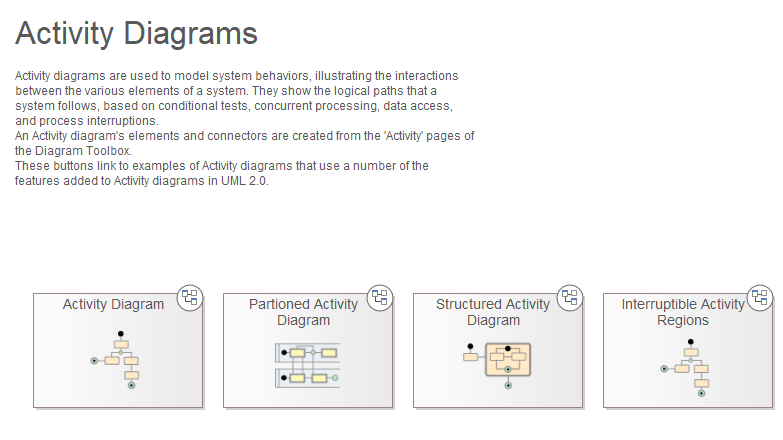 Activity Diagrams
Activity diagrams are used to model system behaviors, illustrating the interactions
between the various elements of a system. They show the logical paths that a
system follows, based on conditional tests, concurrent processing, data access,
and process interruptions.
An Activity diagram's elements and connectors are created from the 'Activity' pages of
the Diagram Toolbox.
These buttons link to examples of Activity diagrams that use a number of the
features added to Activity diagrams in UML 2.0.
Activity Diagram
Partioned Activity
Diagram
Structured Activity
Diagram
Interruptible Activity
Regions